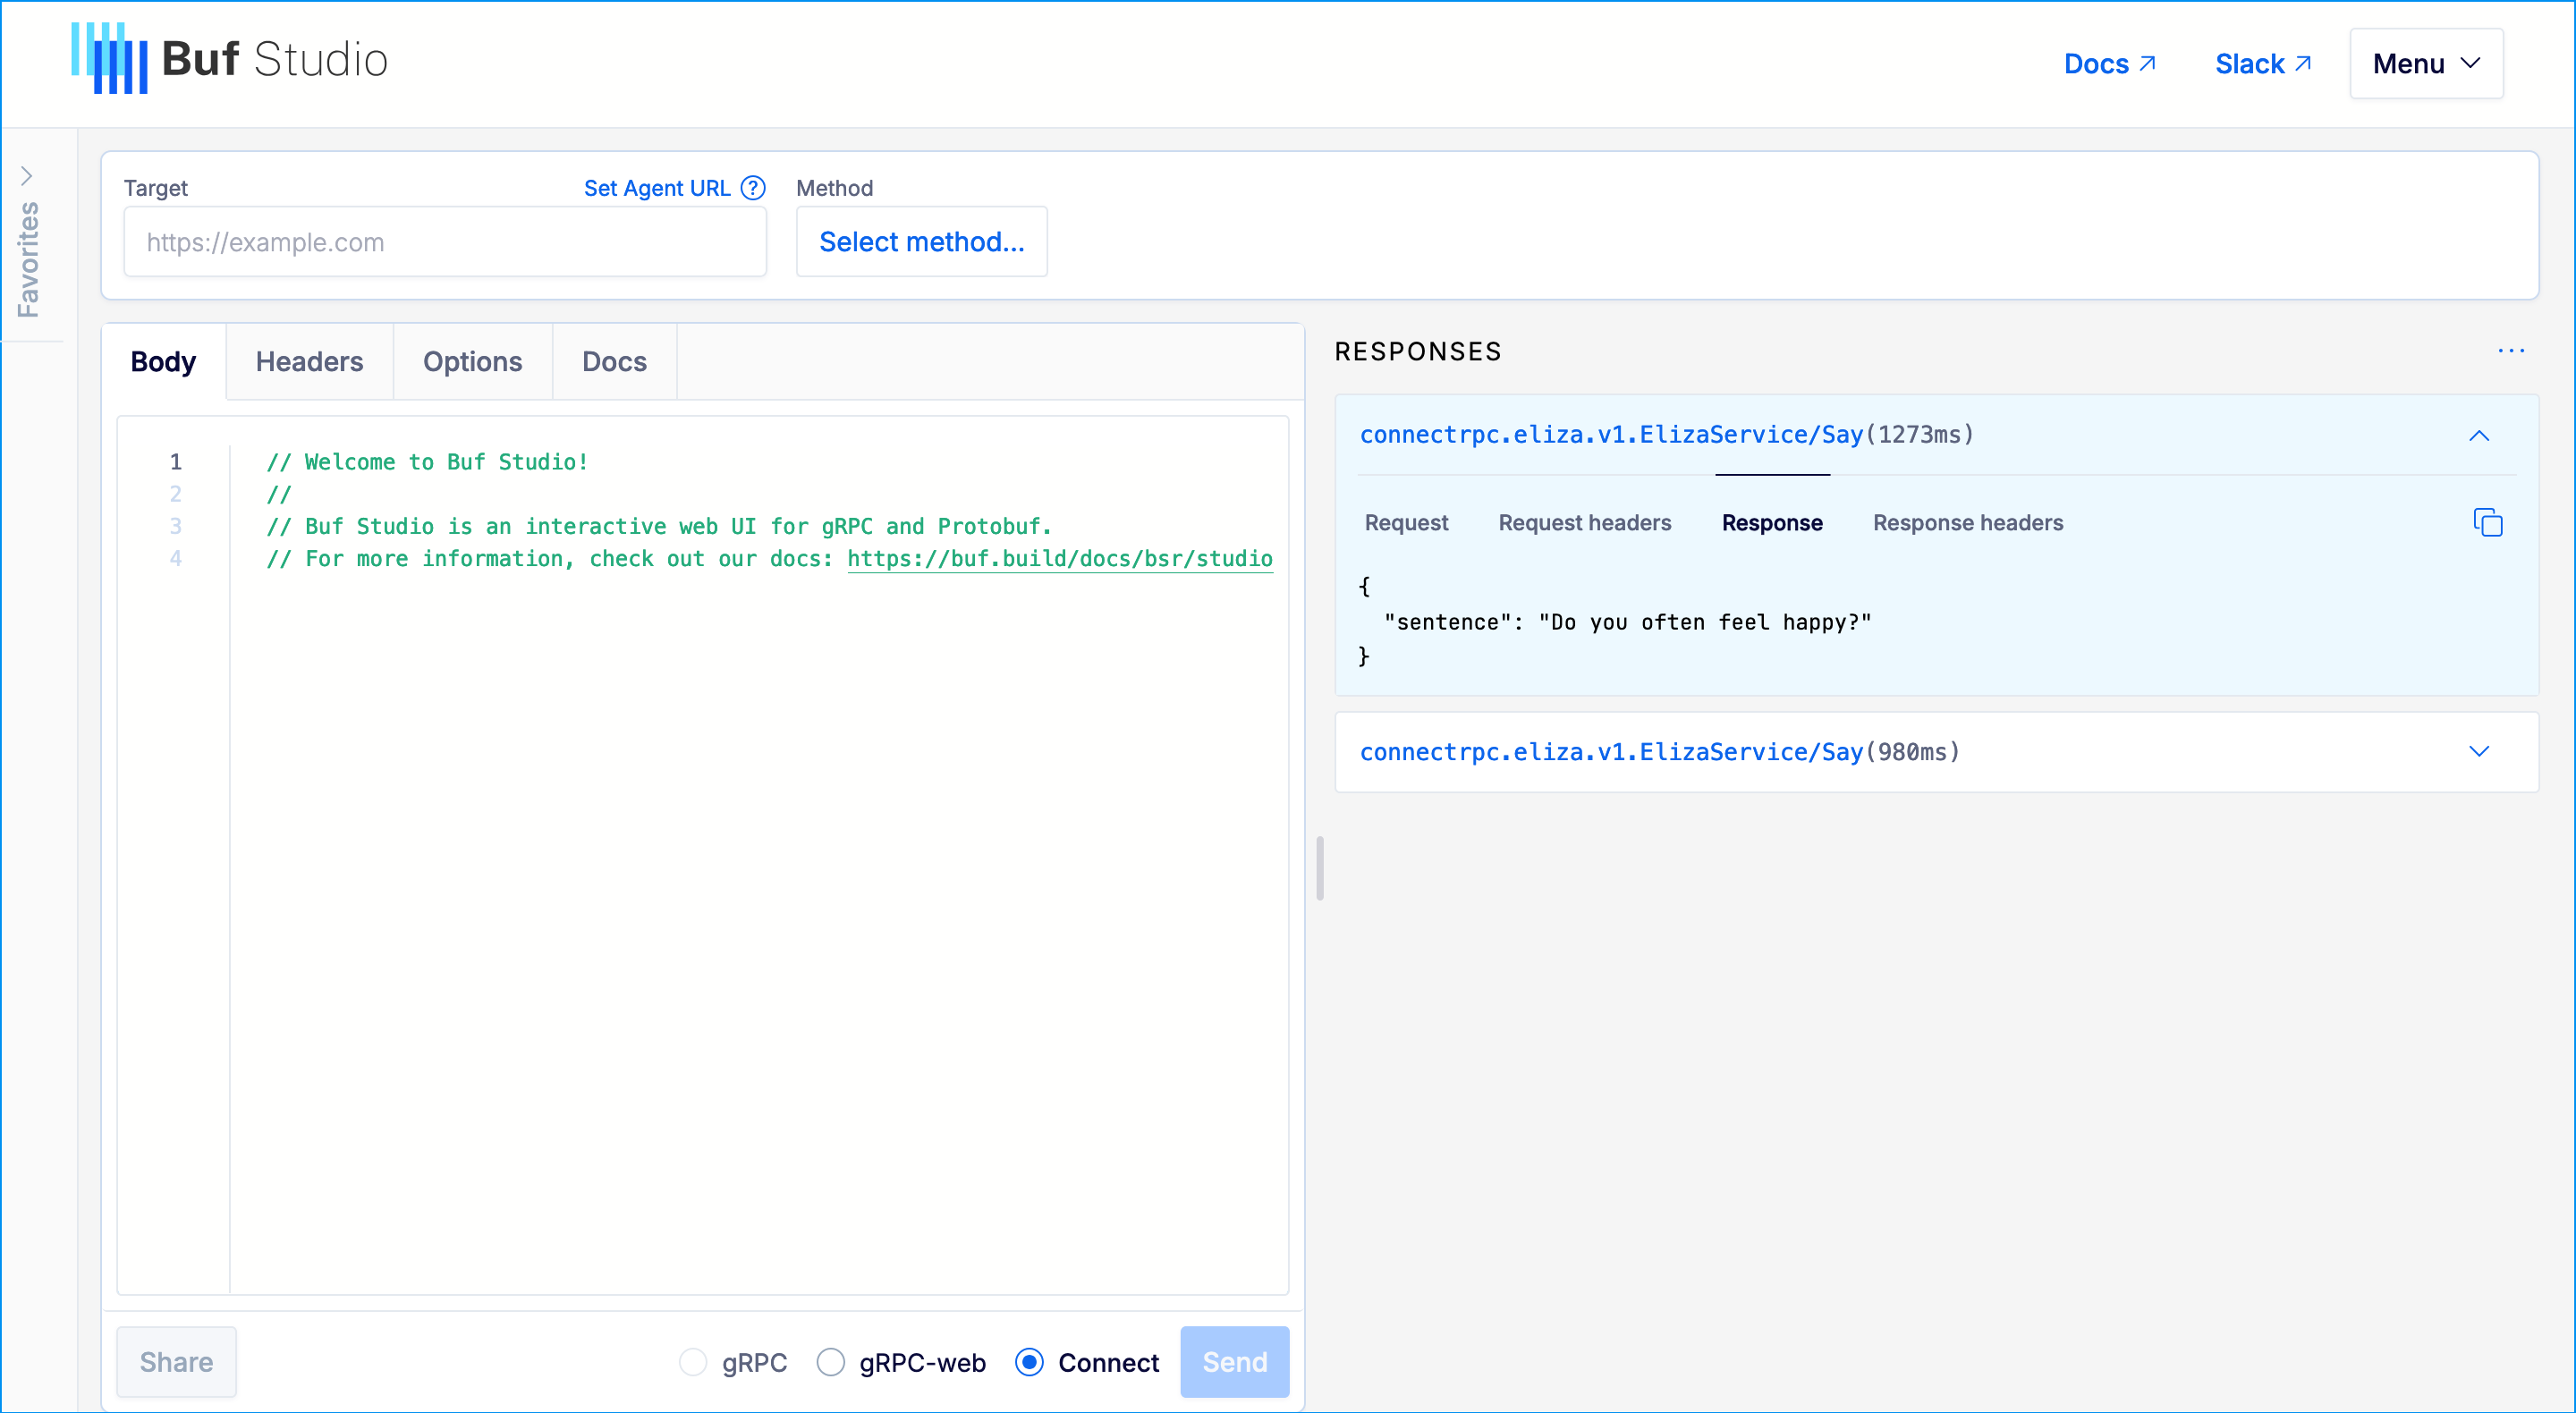 Buf Studio
Docs
Slack
Menu
Favorites
Target
Set Agent URL ?
Method
https://example.com
Select method...
Body
Headers
Options
Docs
1 // Welcome to Buf Studio!
2 //
3 // Buf Studio is an interactive web UI for gRPC and Protobuf.
4 // For more information, check out our docs: https://buf.build/docs/bsr/studio
Share
gRPC
gRPC-web
Connect
Send
RESPONSES
...
connectrpc.eliza.v1.ElizaService/Say(1273ms)
Request
Request headers
Response
Response headers
{
"sentence": "Do you often feel happy?"
}
connectrpc.eliza.v1.ElizaService/Say(980ms)